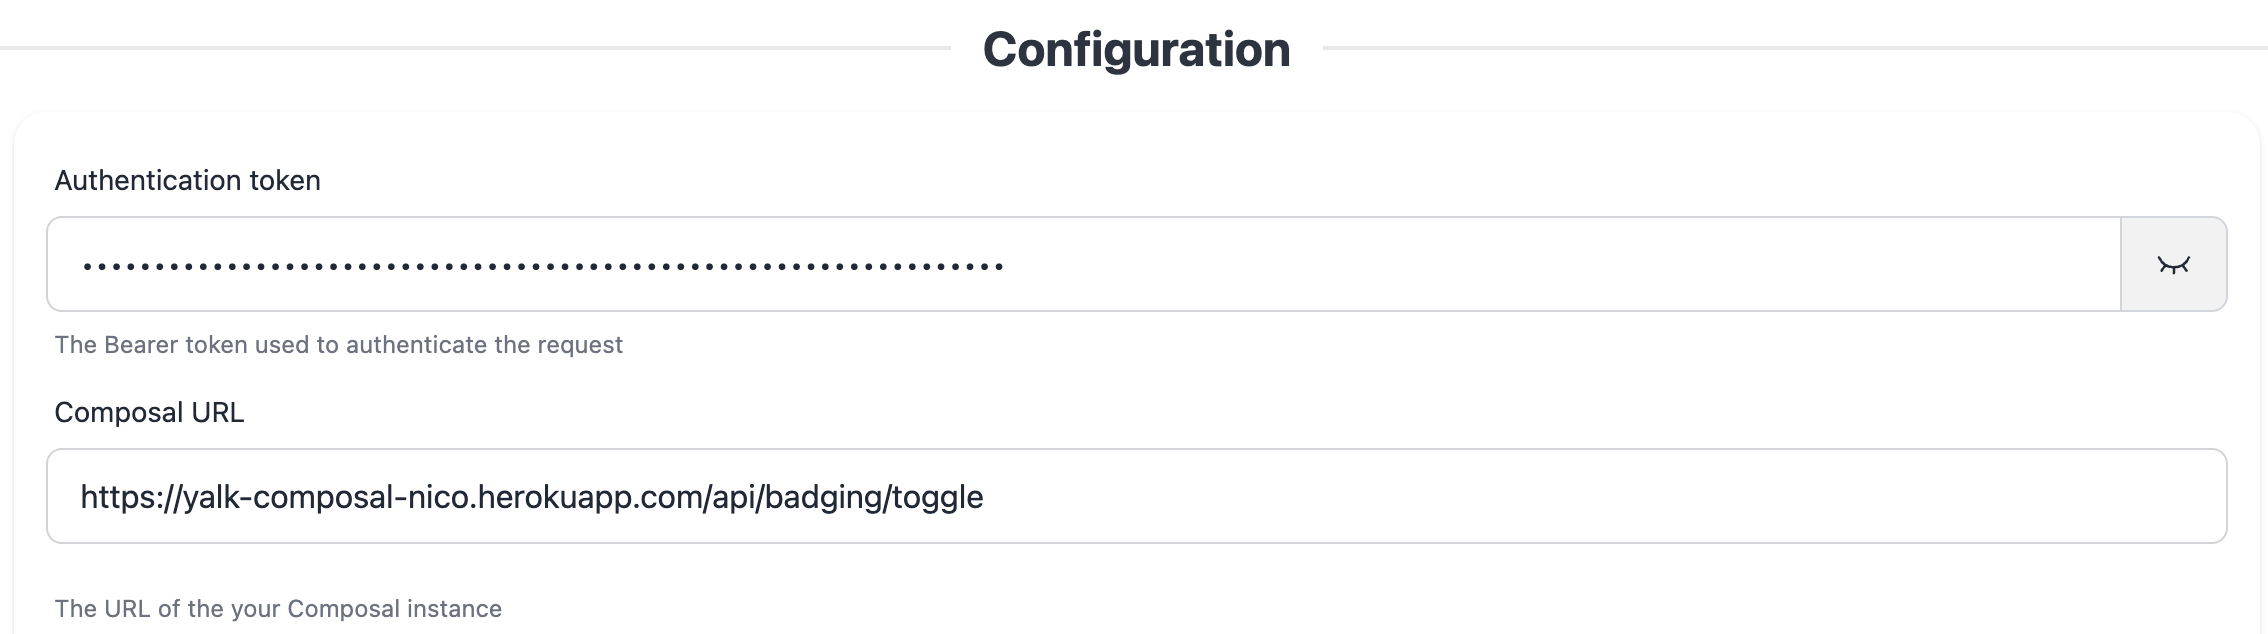 Configuration
Authentication token
••••••••••••••••••••••••••••••••••••••••••••••••••••••••••••••••
The Bearer token used to authenticate the request
Composal URL
https://yalk-composal-nico.herokuapp.com/api/badging/toggle
The URL of the your Composal instance